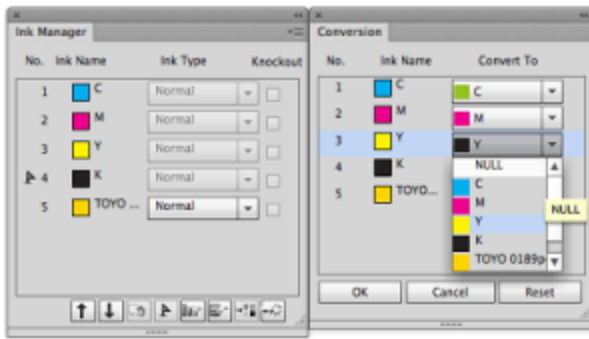 Ink Manager
No. Ink Name Ink Type Knockout
1 C Normal
2 M Normal
3 Y Normal
4 K Normal
5 TOYO ... Normal
Conversion
No. Ink Name Convert To
1 C C
2 M M
3 Y Y
4 K
5 TOYO...
NULL
C
M
Y
K
TOYO 0189p
NULL
OK Cancel Reset